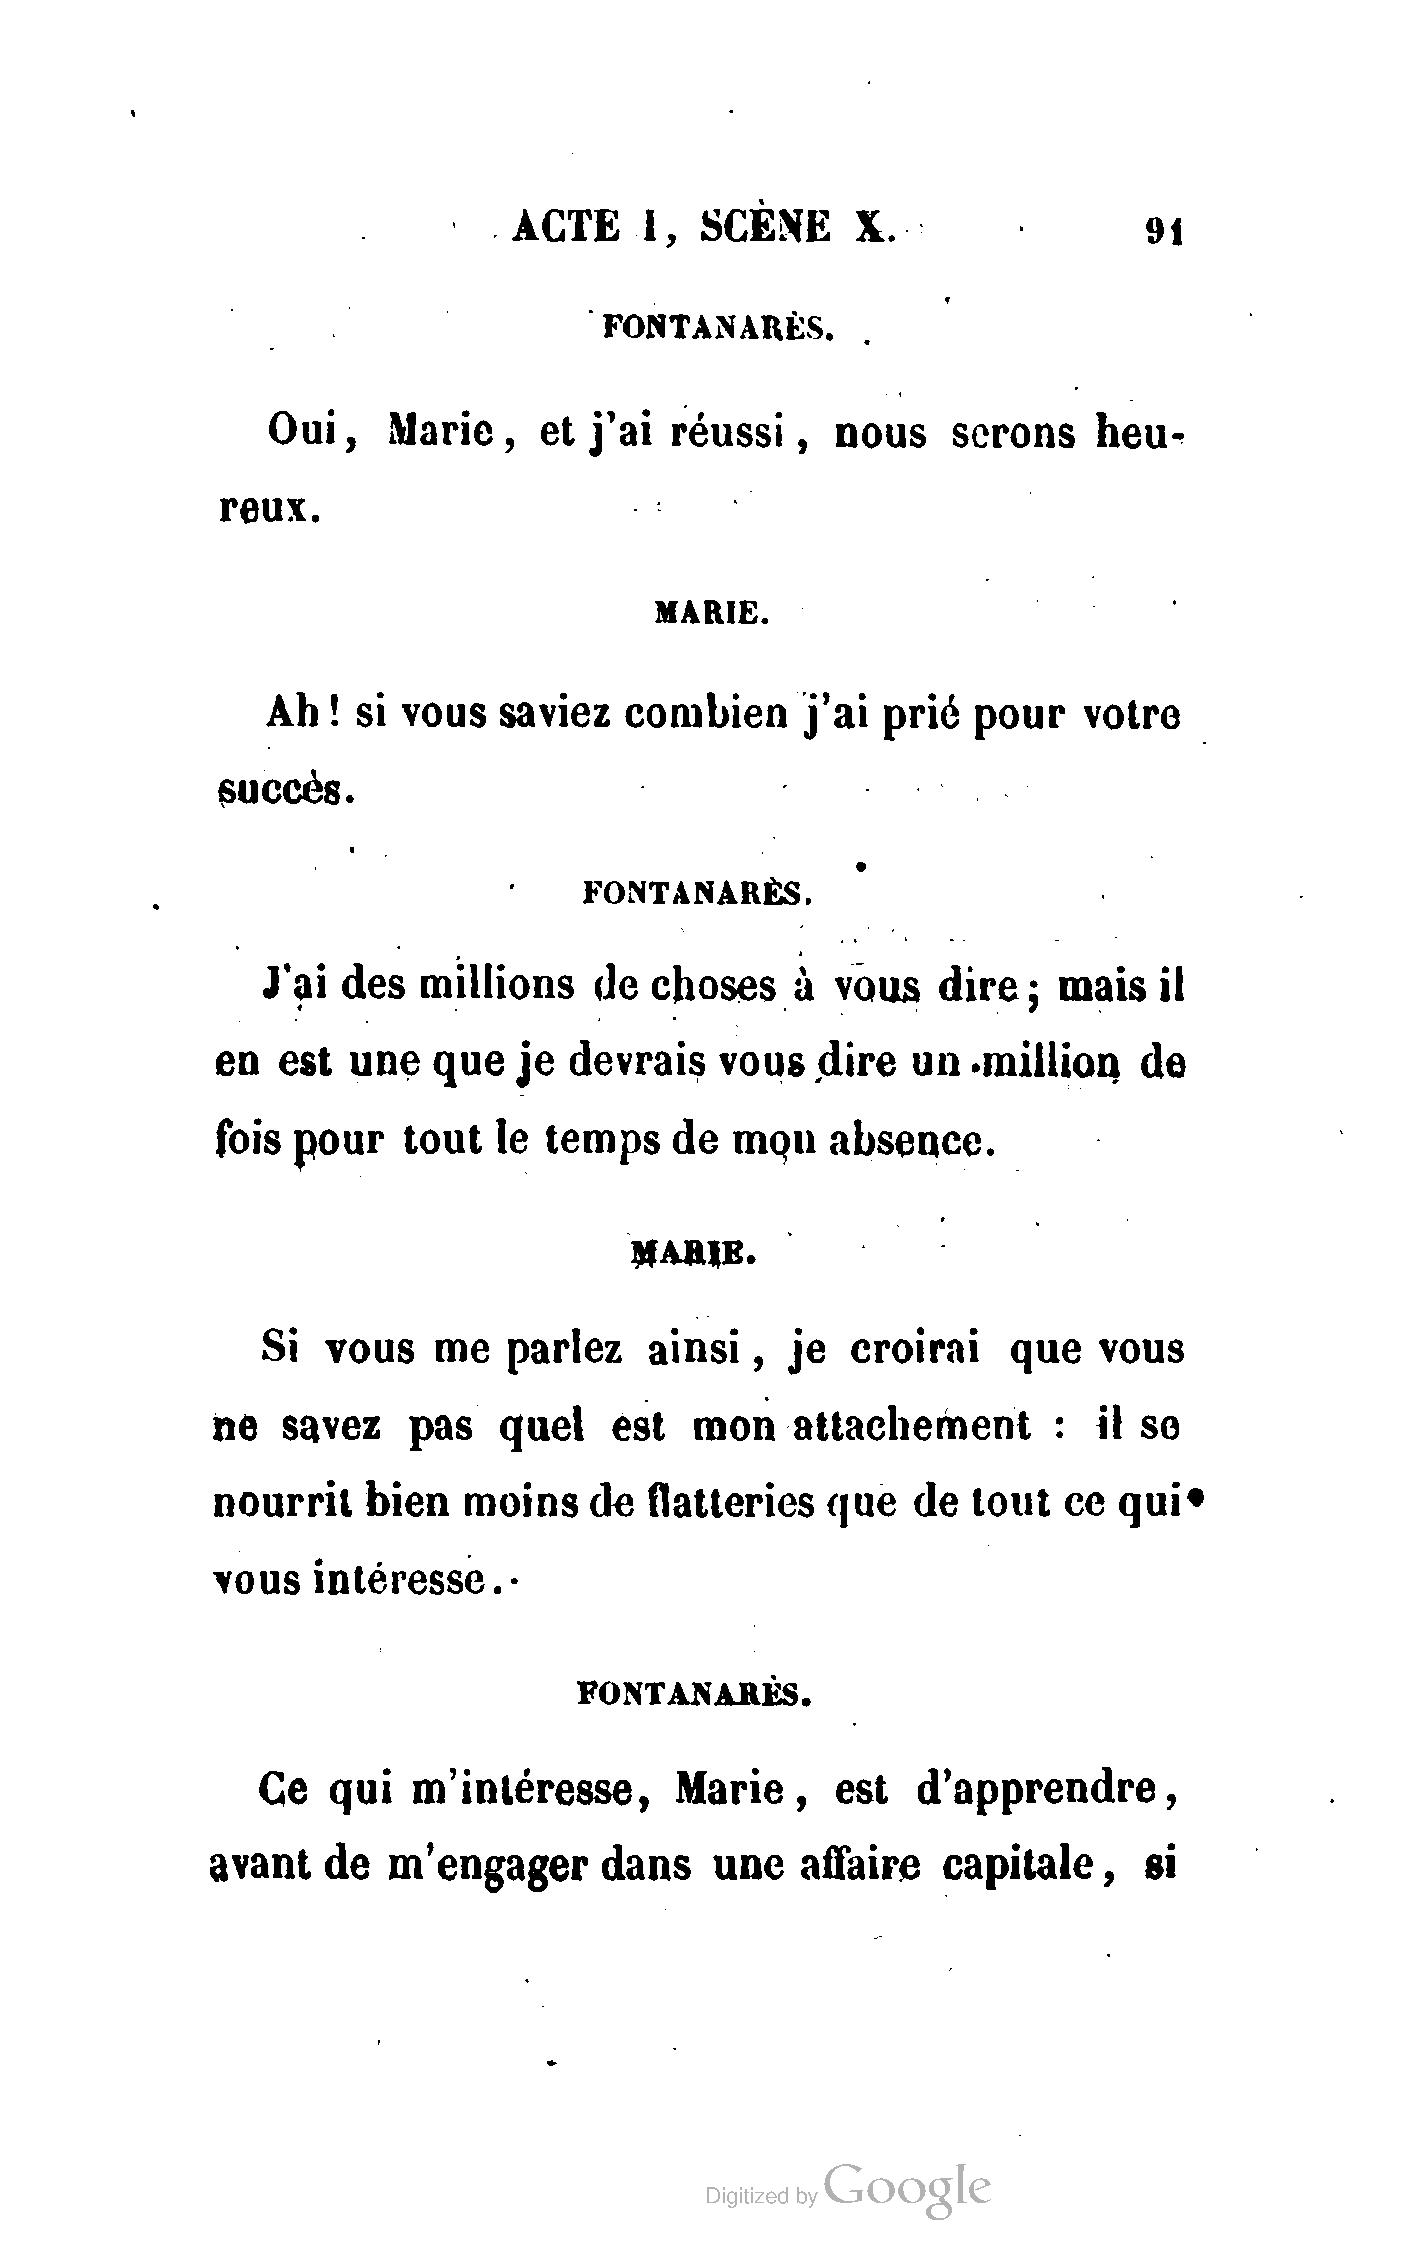 ACTE I, SCÈNE X. 91
FONTANARÈS.
Oui, Marie, et j'ai réussi, nous serons heu-
reux.
MARIE.
Ah! si vous saviez combien j'ai prié pour votre
succès.
FONTANARÈS.
J'ai des millions de choses à vous dire; mais il
en est une que je devrais vous dire un million de
fois pour tout le temps de mon absence.
MARIE.
Si vous me parlez ainsi, je croirai que vous
ne savez pas quel est mon attachement : il se
nourrit bien moins de flatteries que de tout ce qui
vous intéresse.
FONTANARÈS.
Ce qui m'intéresse, Marie, est d'apprendre,
avant de m'engager dans une affaire capitale, si
Digitized by Google